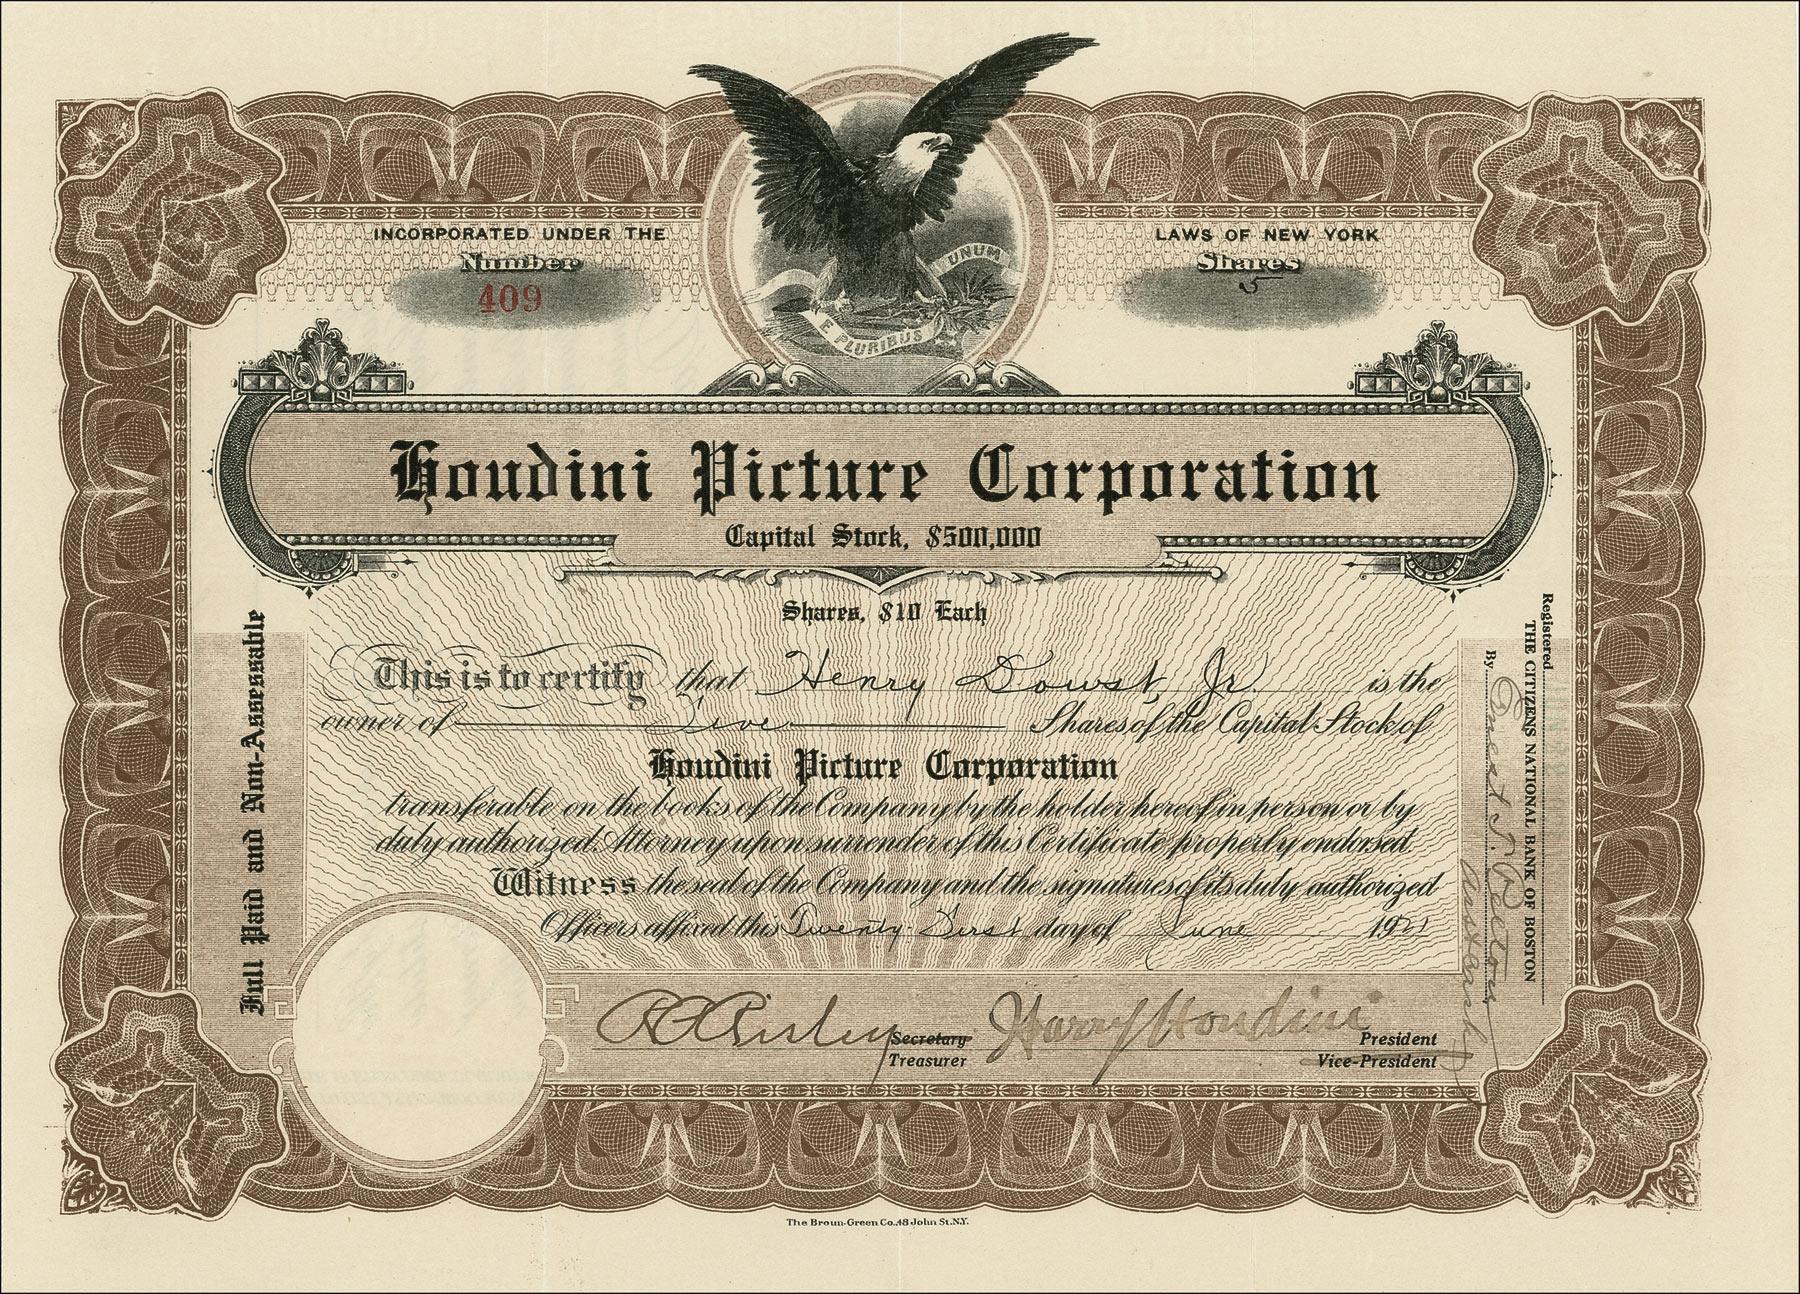 INCORPORATED UNDER THE
LAWS OF NEW YORK
Number
Shares
409
5
UNUM
E PLURIBUS
Houdini Picture Corporation
Capital Stock, $500,000
Shares, $10 Each
This is to certify that Henry Dowst, Jr. is the
owner of Five Shares of the Capital Stock of
Houdini Picture Corporation
transferable on the books of the Company by the holder hereof in person or by
duly authorized Attorney upon surrender of this Certificate properly endorsed.
Witness the seal of the Company and the signatures of its duly authorized
Officers affixed this Twenty First day of June 1921
Harry Houdini
Secretary
President
Treasurer
Vice-President
Full Paid and Non-Assessable
Registered
THE CITIZENS NATIONAL BANK OF BOSTON
By
The Broun-Green Co., 48 John St. N.Y.